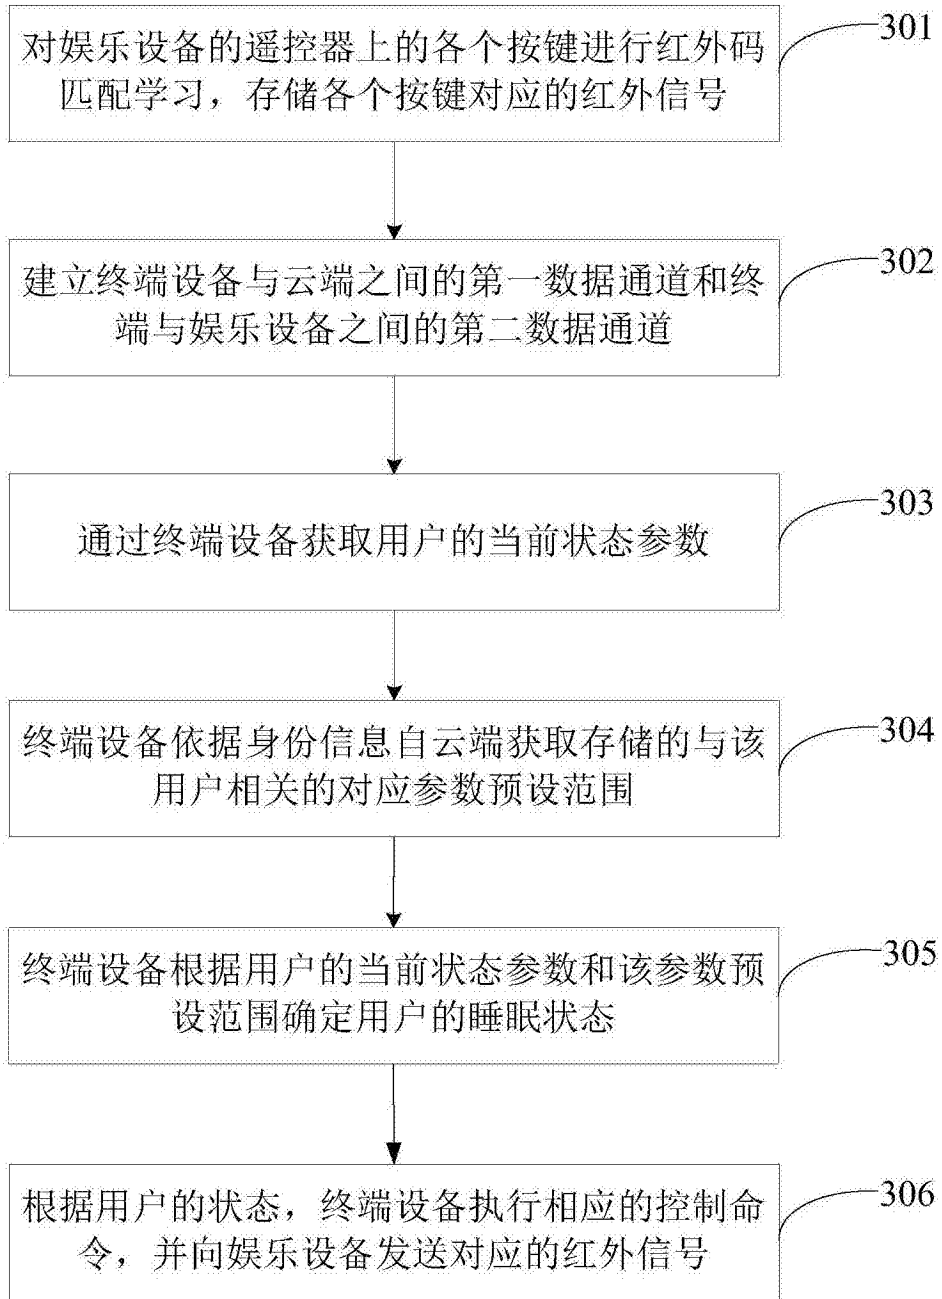 对娱乐设备的遥控器上的各个按键进行红外码
匹配学习，存储各个按键对应的红外信号
301
建立终端设备与云端之间的第一数据通道和终
端与娱乐设备之间的第二数据通道
302
通过终端设备获取用户的当前状态参数
303
终端设备依据身份信息自云端获取存储的与该
用户相关的对应参数预设范围
304
终端设备根据用户的当前状态参数和该参数预
设范围确定用户的睡眠状态
305
根据用户的状态，终端设备执行相应的控制命
令，并向娱乐设备发送对应的红外信号
306